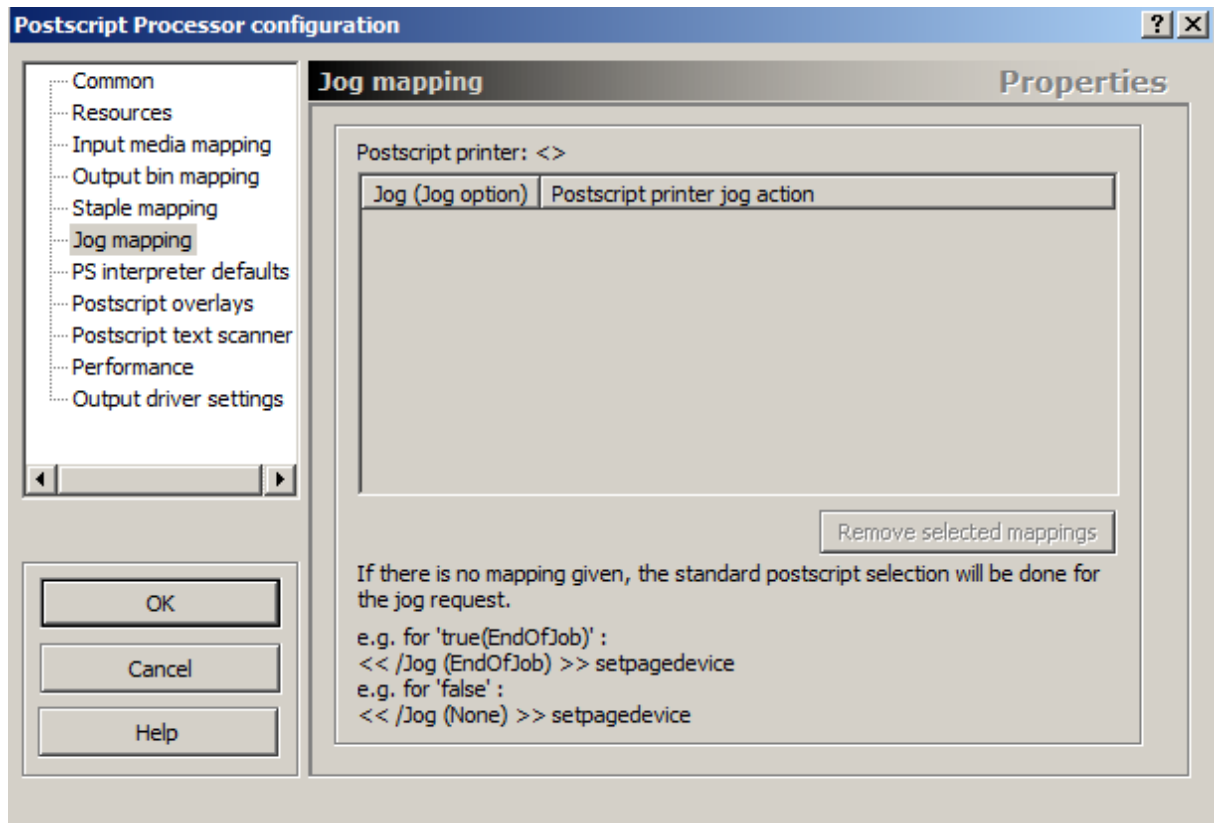 Postscript Processor configuration
Common
Resources
Input media mapping
Output bin mapping
Staple mapping
Jog mapping
PS interpreter defaults
Postscript overlays
Postscript text scanner
Performance
Output driver settings
OK
Cancel
Help
Jog mapping Properties
Postscript printer: <>
Jog (Jog option) Postscript printer jog action
Remove selected mappings
If there is no mapping given, the standard postscript selection will be done for
the jog request.
e.g. for 'true(EndOfJob)' :
<< /Jog (EndOfJob) >> setpagedevice
e.g. for 'false' :
<< /Jog (None) >> setpagedevice